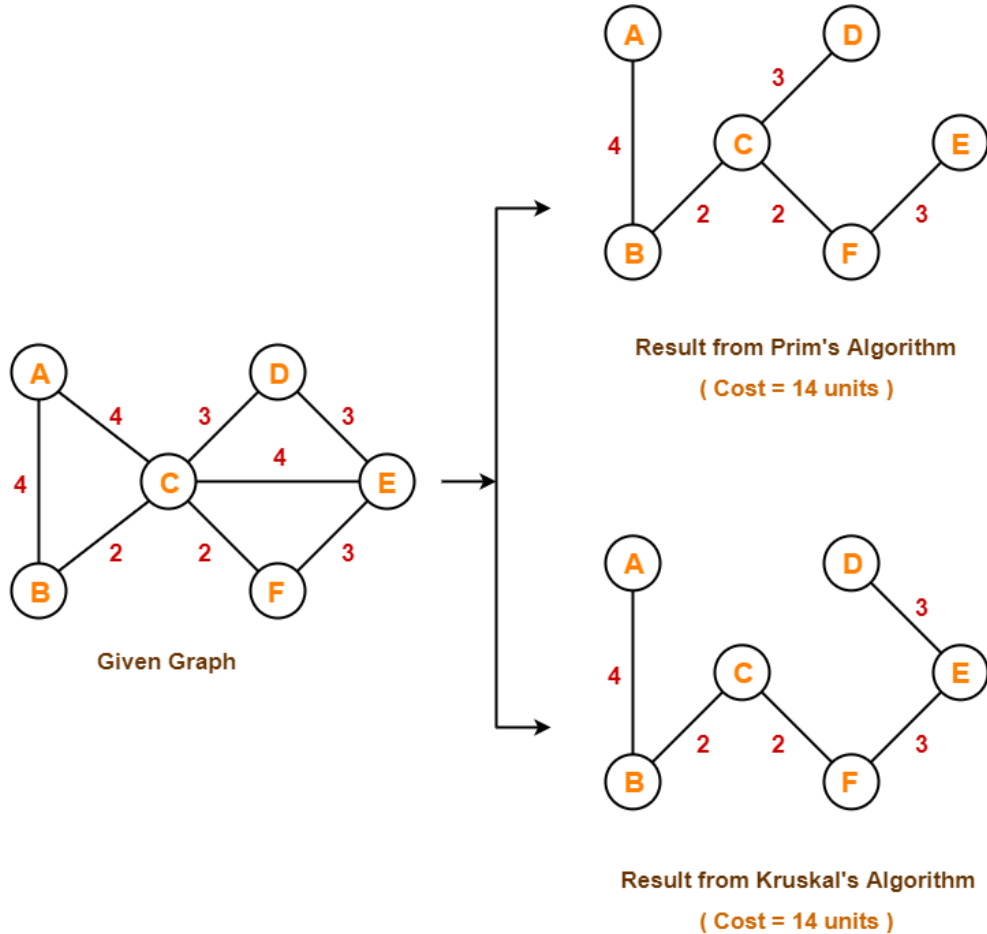 A
D
3
4
C
E
2
2
3
B
F
Result from Prim's Algorithm
( Cost = 14 units )
A
D
4
3
3
4
4
C
E
2
2
3
B
F
Given Graph
A
D
3
4
C
E
2
2
3
B
F
Result from Kruskal's Algorithm
( Cost = 14 units )